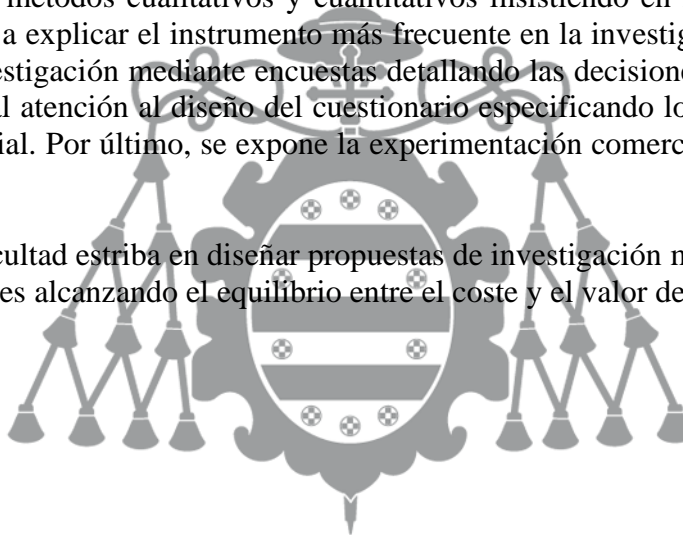 métodos cualitativos y cuantitativos insistiendo en
a explicar el instrumento más frecuente en la investig
estigación mediante encuestas detallando las decisione
al atención al diseño del cuestionario especificando lo
ial. Por último, se expone la experimentación comerc
cultad estriba en diseñar propuestas de investigación m
es alcanzando el equilibrio entre el coste y el valor de